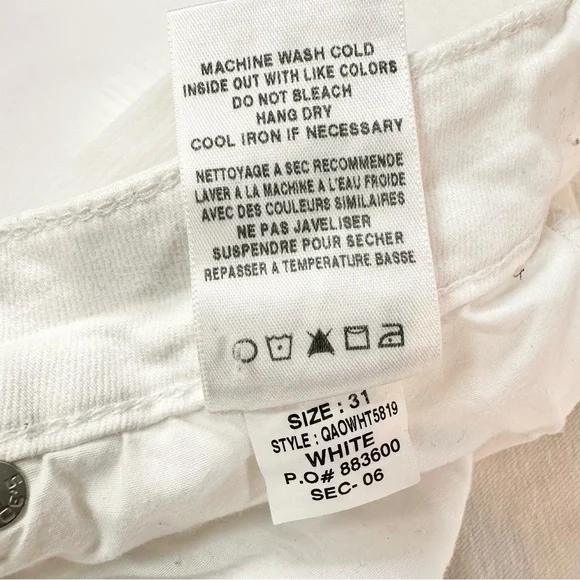 MACHINE WASH COLD
INSIDE OUT WITH LIKE COLORS
DO NOT BLEACH
HANG DRY
COOL IRON IF NECESSARY
NETTOYAGE A SEC RECOMMENDE
LAVER A LA MACHINE A L'EAU FROIDE
AVEC DES COULEURS SIMILAIRES
NE PAS JAVELISER
SUSPENDRE POUR SECHER
REPASSER A TEMPERATURE BASSE
SIZE : 31
STYLE : QAOWHT5819
WHITE
P.O# 883600
SEC- 06